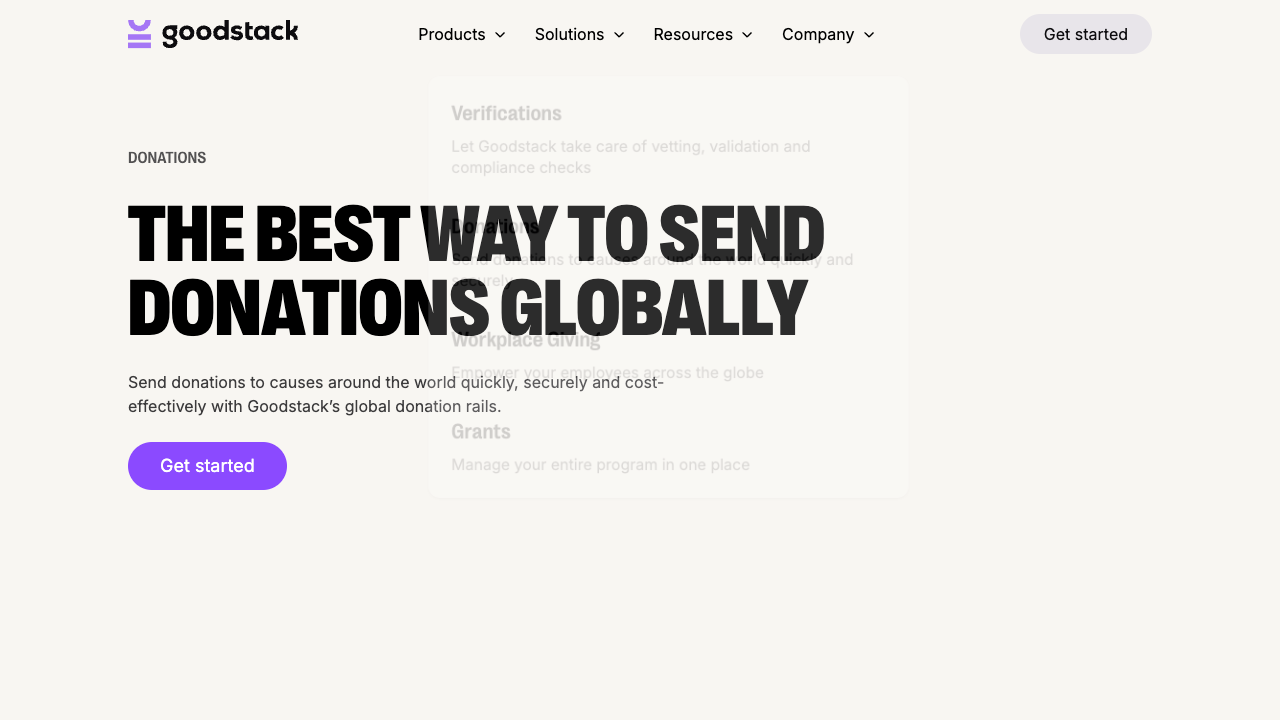 goodstack
Products
Solutions
Resources
Company
Get started
Verifications
Let Goodstack take care of vetting, validation and
compliance checks
DONATIONS
THE BEST WAY TO SEND
DONATIONS GLOBALLY
Donations
Send donations to causes around the world quickly and
securely
Workplace Giving
Empower your employees across the globe
Send donations to causes around the world quickly, securely and cost-
effectively with Goodstack’s global donation rails.
Grants
Manage your entire program in one place
Get started